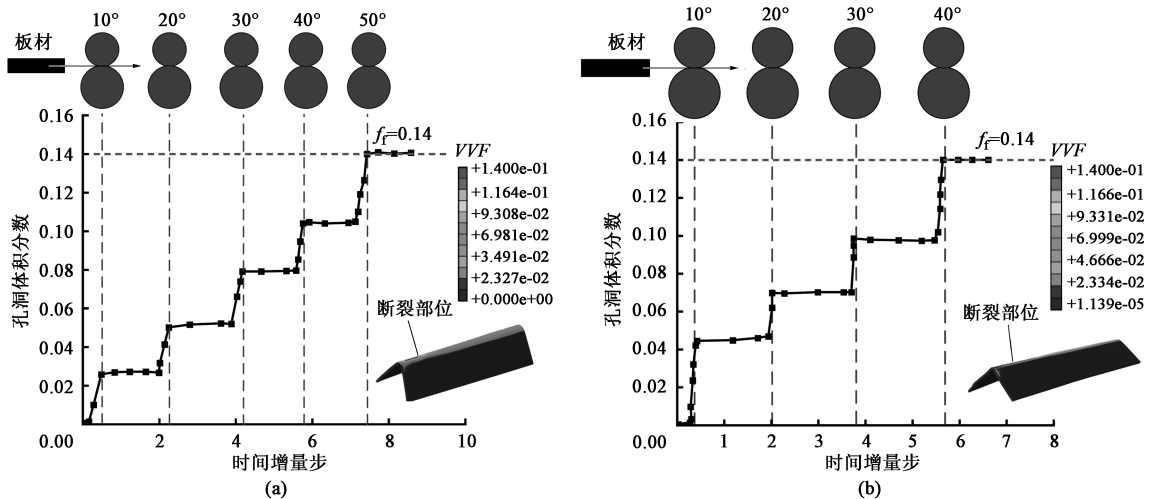 10° 20° 30° 40° 50°
板材
0.16
0.14
0.12
0.10
0.08
0.06
0.04
0.02
0.00
孔洞体积分数
f_f=0.14
VVF
+1.400e-01
+1.164e-01
+9.308e-02
+6.981e-02
+3.491e-02
+2.327e-02
+0.000e+00
断裂部位
2 4 6 8 10
时间增量步
(a)
10° 20° 30° 40°
板材
0.16
0.14
0.12
0.10
0.08
0.06
0.04
0.02
0.00
孔洞体积分数
f_f=0.14
VVF
+1.400e-01
+1.166e-01
+9.331e-02
+6.999e-02
+4.666e-02
+2.334e-02
+1.139e-05
断裂部位
1 2 3 4 5 6 7 8
时间增量步
(b)